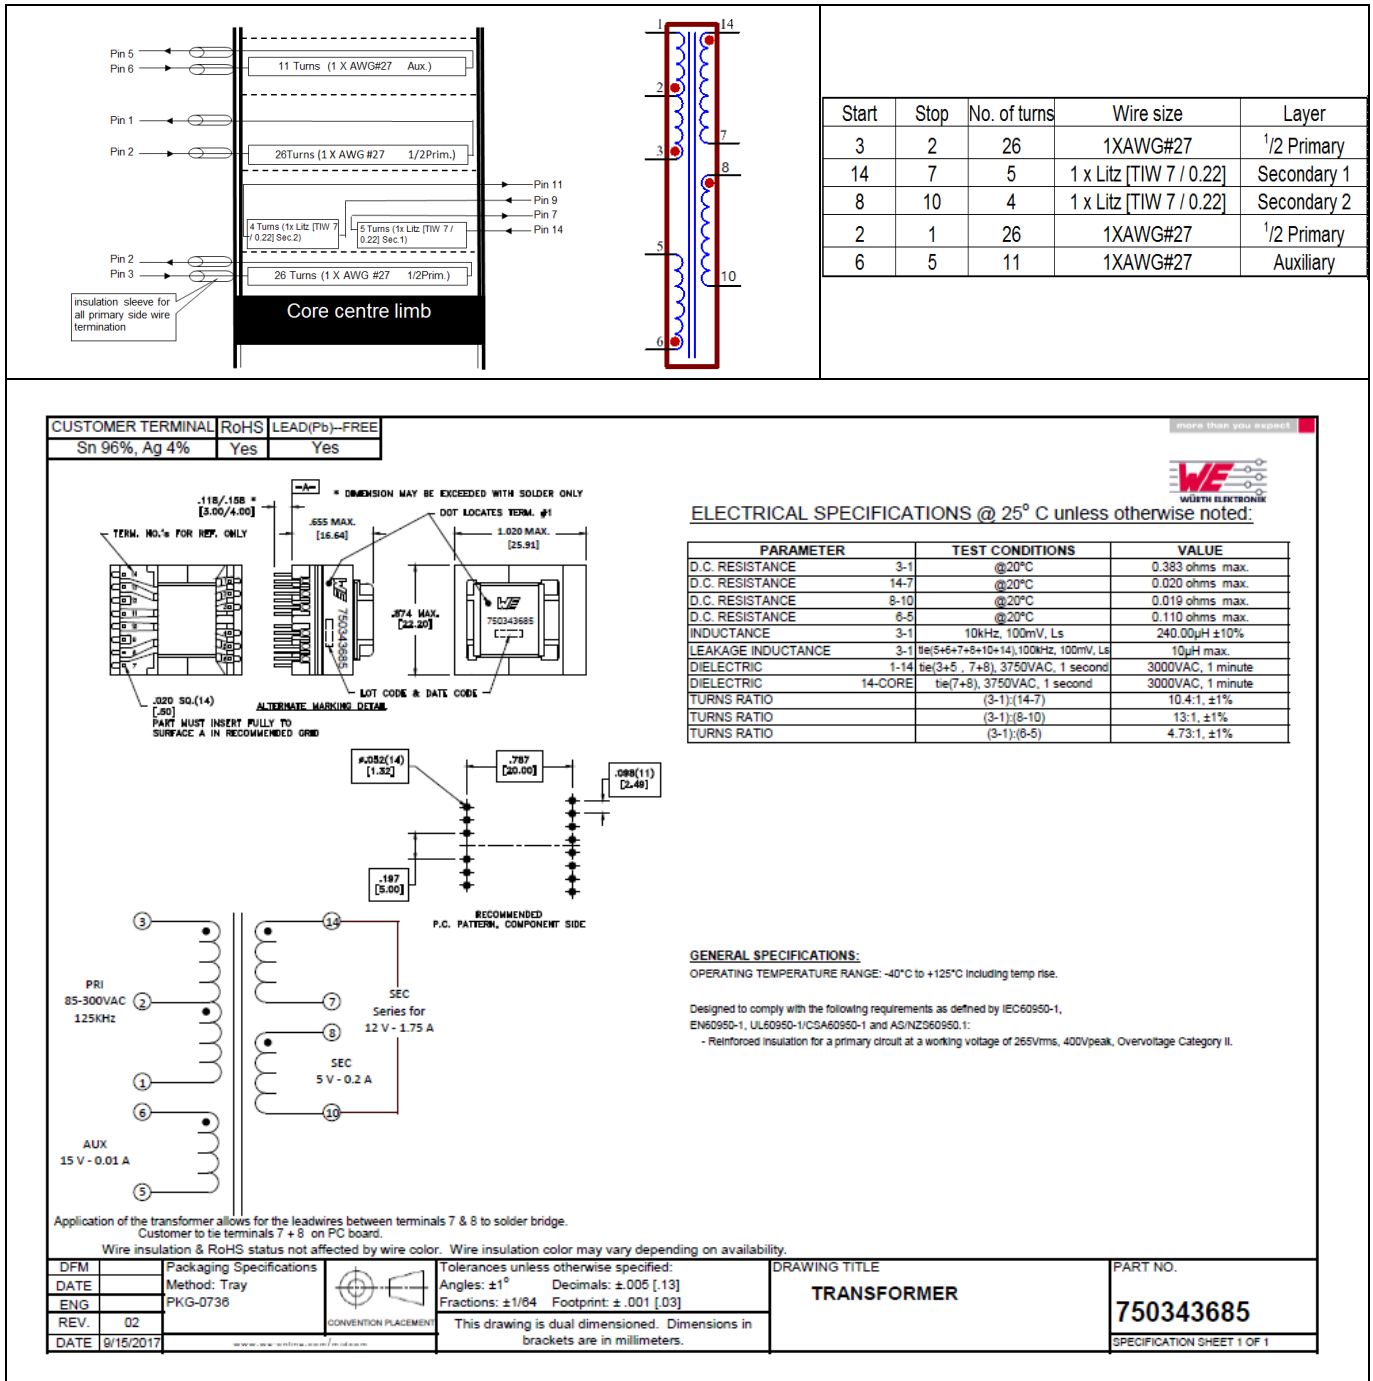 Pin 5
Pin 6
11 Turns (1 X AWG#27 Aux.)
Pin 1
Pin 2
26Turns (1 X AWG #27 1/2Prim.)
Pin 11
Pin 9
Pin 7
Pin 14
4 Turns (1x Litz [TIW 7
/ 0.22] Sec.2)
5 Turns (1x Litz [TIW 7 /
0.22] Sec.1)
Pin 2
Pin 3
26 Turns (1 X AWG #27 1/2Prim.)
insulation sleeve for
all primary side wire
termination
Core centre limb
1 14
2
3 7
8
5
10
6
Start Stop No. of turns Wire size Layer
3 2 26 1XAWG#27 1/2 Primary
14 7 5 1 x Litz [TIW 7 / 0.22] Secondary 1
8 10 4 1 x Litz [TIW 7 / 0.22] Secondary 2
2 1 26 1XAWG#27 1/2 Primary
6 5 11 1XAWG#27 Auxiliary
CUSTOMER TERMINAL RoHS LEAD(Pb)--FREE
Sn 96%, Ag 4% Yes Yes
more than you expect
WE
WÜRTH ELEKTRONIK
-A-
* DIMENSION MAY BE EXCEEDED WITH SOLDER ONLY
.118/.158 *
[3.00/4.00]
DOT LOCATES TERM. #1
.655 MAX.
[16.64]
1.020 MAX.
[25.91]
TERM. NO.'s FOR REF. ONLY
.874 MAX.
[22.20]
WE
750343685
WE
750343685
LOT CODE & DATE CODE
.020 SQ.(14)
[.50]
ALTERNATE MARKING DETAIL
PART MUST INSERT FULLY TO
SURFACE A IN RECOMMENDED GRID
ø.052(14)
[1.32]
.787
[20.00]
.098(11)
[2.49]
.197
[5.00]
RECOMMENDED
P.C. PATTERN, COMPONENT SIDE
ELECTRICAL SPECIFICATIONS @ 25° C unless otherwise noted:
PARAMETER TEST CONDITIONS VALUE
D.C. RESISTANCE 3-1 @20°C 0.383 ohms max.
D.C. RESISTANCE 14-7 @20°C 0.020 ohms max.
D.C. RESISTANCE 8-10 @20°C 0.019 ohms max.
D.C. RESISTANCE 6-5 @20°C 0.110 ohms max.
INDUCTANCE 3-1 10kHz, 100mV, Ls 240.00µH ±10%
LEAKAGE INDUCTANCE 3-1 tie(5+6+7+8+10+14),100kHz, 100mV, Ls 10µH max.
DIELECTRIC 1-14 tie(3+5 , 7+8), 3750VAC, 1 second 3000VAC, 1 minute
DIELECTRIC 14-CORE tie(7+8), 3750VAC, 1 second 3000VAC, 1 minute
TURNS RATIO (3-1):(14-7) 10.4:1, ±1%
TURNS RATIO (3-1):(8-10) 13:1, ±1%
TURNS RATIO (3-1):(6-5) 4.73:1, ±1%
3 14
PRI
85-300VAC
125KHz
2
7
SEC
Series for
12 V - 1.75 A
8
SEC
5 V - 0.2 A
1
6 10
AUX
15 V - 0.01 A
5
GENERAL SPECIFICATIONS:
OPERATING TEMPERATURE RANGE: -40°C to +125°C including temp rise.
Designed to comply with the following requirements as defined by IEC60950-1,
EN60950-1, UL60950-1/CSA60950-1 and AS/NZS60950.1:
- Reinforced insulation for a primary circuit at a working voltage of 265Vrms, 400Vpeak, Overvoltage Category II.
Application of the transformer allows for the leadwires between terminals 7 & 8 to solder bridge.
Customer to tie terminals 7 + 8 on PC board.
Wire insulation & RoHS status not affected by wire color. Wire insulation color may vary depending on availability.
DFM
DATE
ENG
REV. 02
DATE 9/15/2017
Packaging Specifications
Method: Tray
PKG-0736
www.we-online.com/midcom
CONVENTION PLACEMENT
Tolerances unless otherwise specified:
Angles: ±1° Decimals: ±.005 [.13]
Fractions: ±1/64 Footprint: ± .001 [.03]
This drawing is dual dimensioned. Dimensions in
brackets are in millimeters.
DRAWING TITLE
TRANSFORMER
PART NO.
750343685
SPECIFICATION SHEET 1 OF 1